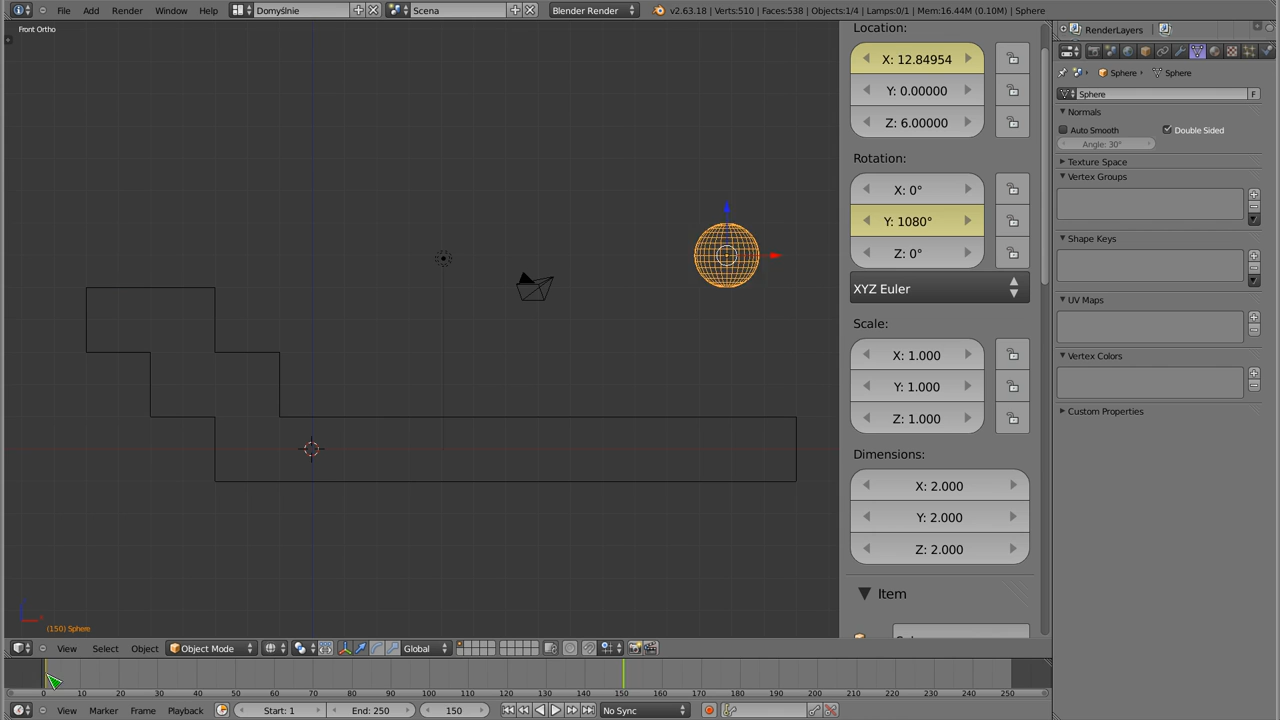 File Add Render Window Help Domyślnie Scena Blender Render v2.63.18 | Verts:510 | Faces:538 | Objects:1/4 | Lamps:0/1 | Mem:16.44M (0.10M) | Sphere
Front Ortho
Location:
X: 12.84954
Y: 0.00000
Z: 6.00000
Rotation:
X: 0°
Y: 1080°
Z: 0°
XYZ Euler
Scale:
X: 1.000
Y: 1.000
Z: 1.000
Dimensions:
X: 2.000
Y: 2.000
Z: 2.000
Item
RenderLayers
Sphere Sphere
Sphere F
Normals
Auto Smooth Double Sided
Angle: 30°
Texture Space
Vertex Groups
Shape Keys
UV Maps
Vertex Colors
Custom Properties
(150) Sphere
View Select Object Object Mode Global
0 10 20 30 40 50 60 70 80 90 100 110 120 130 140 150 160 170 180 190 200 210 220 230 240 250
View Marker Frame Playback Start: 1 End: 250 150 No Sync